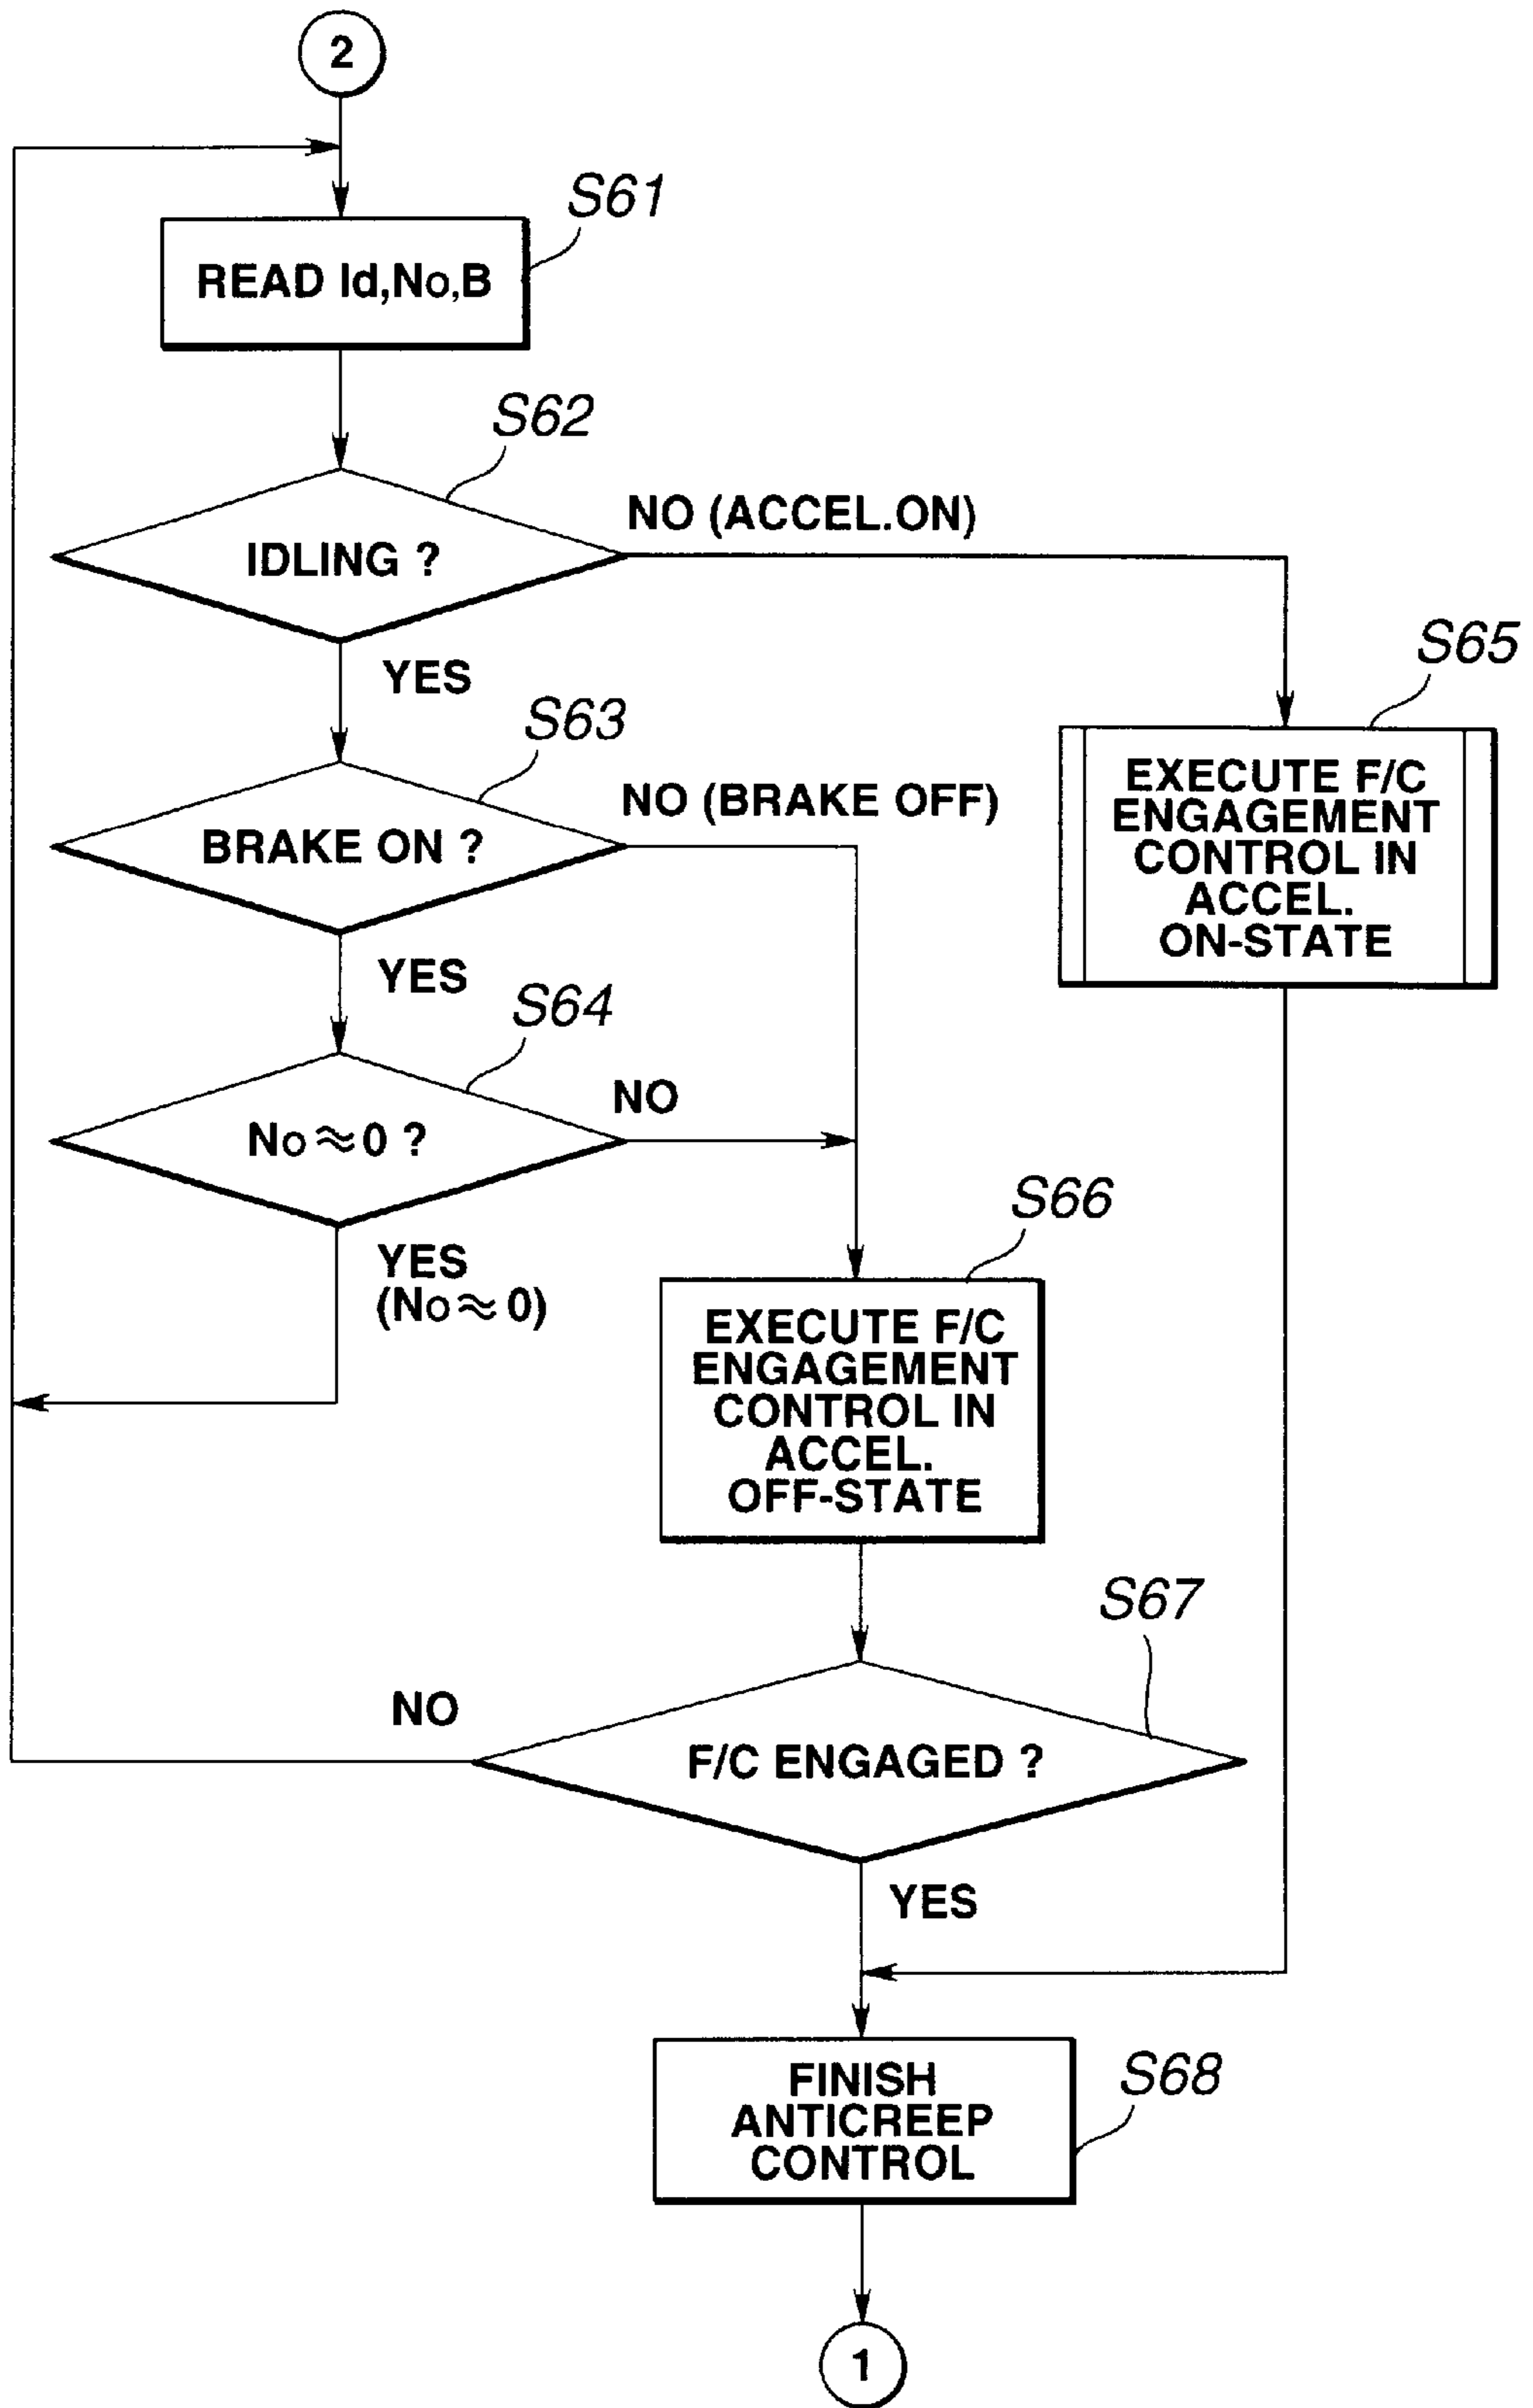 2
S61
READ Id,No,B
S62
NO (ACCEL.ON)
IDLING ?
YES
S65
S63
NO (BRAKE OFF)
BRAKE ON ?
EXECUTE F/C
ENGAGEMENT
CONTROL IN
ACCEL.
ON-STATE
YES
S64
NO
No≈0 ?
S66
YES
(No≈0)
EXECUTE F/C
ENGAGEMENT
CONTROL IN
ACCEL.
OFF-STATE
S67
NO
F/C ENGAGED ?
YES
S68
FINISH
ANTICREEP
CONTROL
1